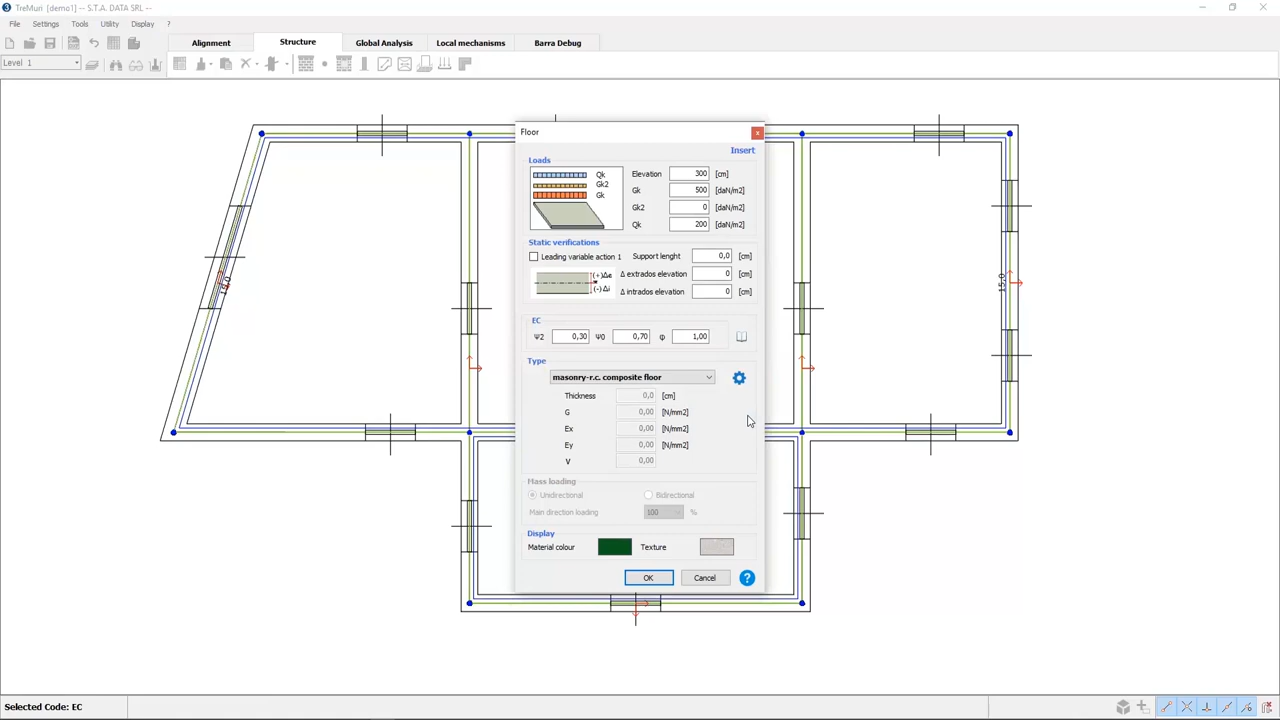 TreMuri [demo1] -- S.T.A. DATA SRL --
File Settings Tools Utility Display ?
Alignment Structure Global Analysis Local mechanisms Barra Debug
Level 1
Floor
Insert
Loads
Qk
Gk2
Gk
Elevation 300 [cm]
Gk 500 [daN/m2]
Gk2 0 [daN/m2]
Qk 200 [daN/m2]
Static verifications
Leading variable action 1 Support lenght 0,0 [cm]
(+)Δe
(-)Δi
Δ extrados elevation 0 [cm]
Δ intrados elevation 0 [cm]
EC
Ψ2 0,30 Ψ0 0,70 φ 1,00
Type
masonry-r.c. composite floor
Thickness 0,0 [cm]
G 0,00 [N/mm2]
Ex 0,00 [N/mm2]
Ey 0,00 [N/mm2]
V 0,00
Mass loading
Unidirectional Bidirectional
Main direction loading 100 %
Display
Material colour Texture
OK Cancel ?
15,0
Selected Code: EC